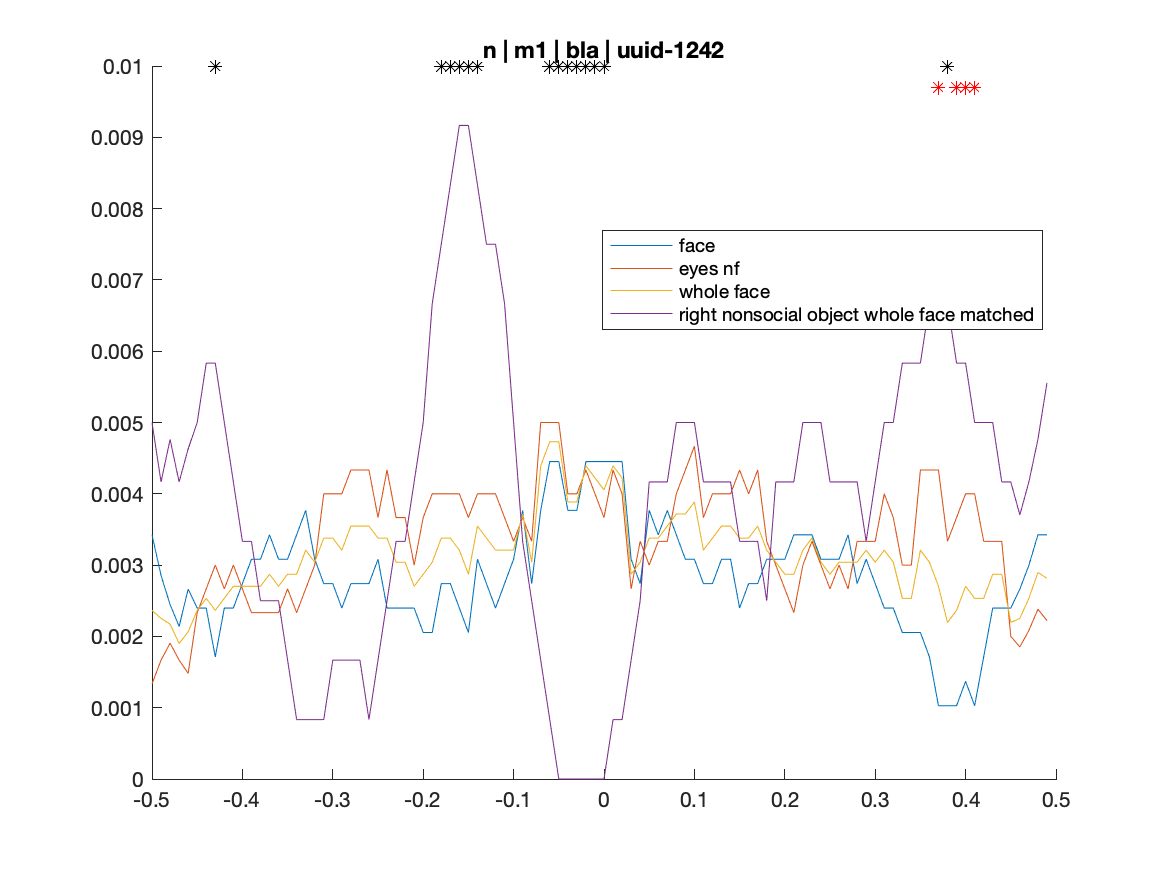 n | m1 | bla | uuid-1242
0.01
0.009
0.008
0.007
0.006
0.005
0.004
0.003
0.002
0.001
0
face
eyes nf
whole face
right nonsocial object whole face matched
-0.5 -0.4 -0.3 -0.2 -0.1 0 0.1 0.2 0.3 0.4 0.5